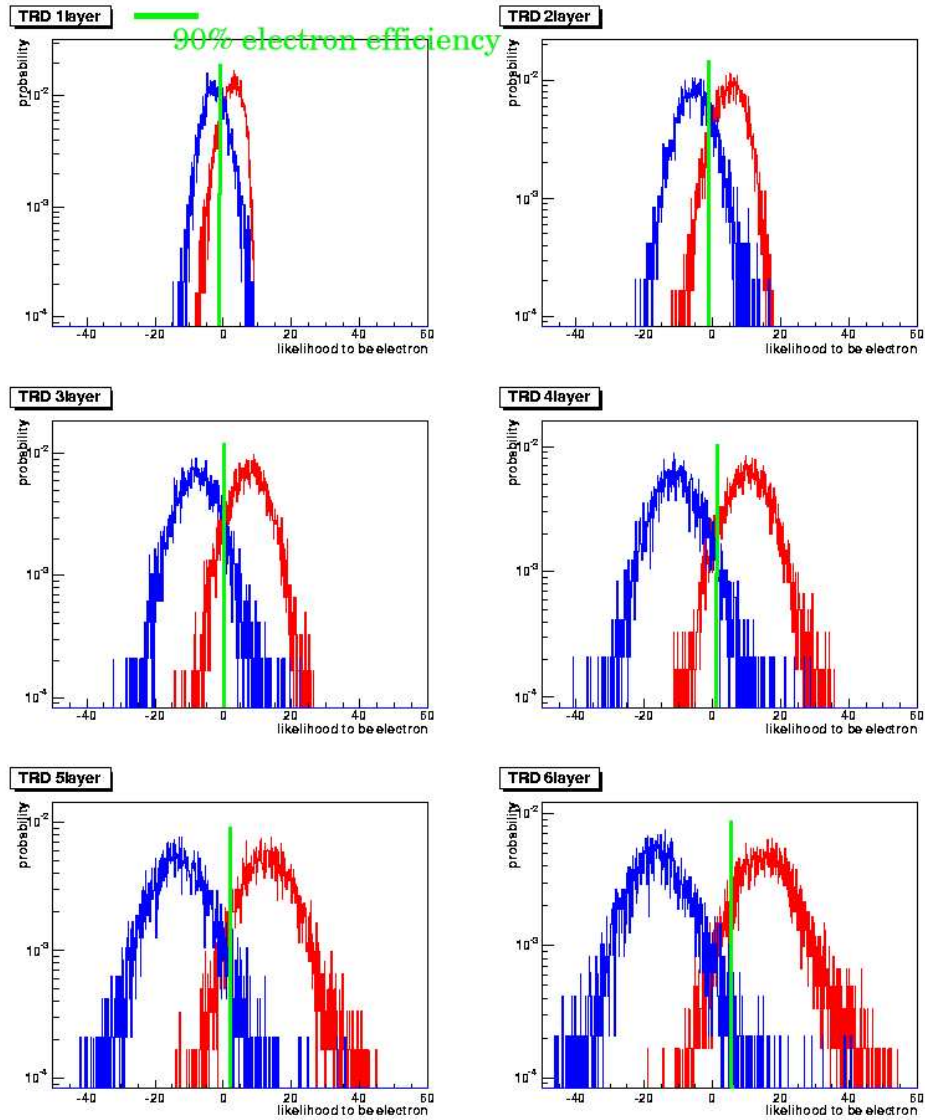 TRD 1layer
90% electron efficiency
probability
10-2
10-3
10-4
-40 -20 0 20 40 60
likelihood to be electron
TRD 2layer
probability
10-2
10-3
10-4
-40 -20 0 20 40 60
likelihood to be electron
TRD 3layer
probability
10-2
10-3
10-4
-40 -20 0 20 40 60
likelihood to be electron
TRD 4layer
probability
10-2
10-3
10-4
-40 -20 0 20 40 60
likelihood to be electron
TRD 5layer
probability
10-2
10-3
10-4
-40 -20 0 20 40 60
likelihood to be electron
TRD 6layer
probability
10-2
10-3
10-4
-40 -20 0 20 40 60
likelihood to be electron